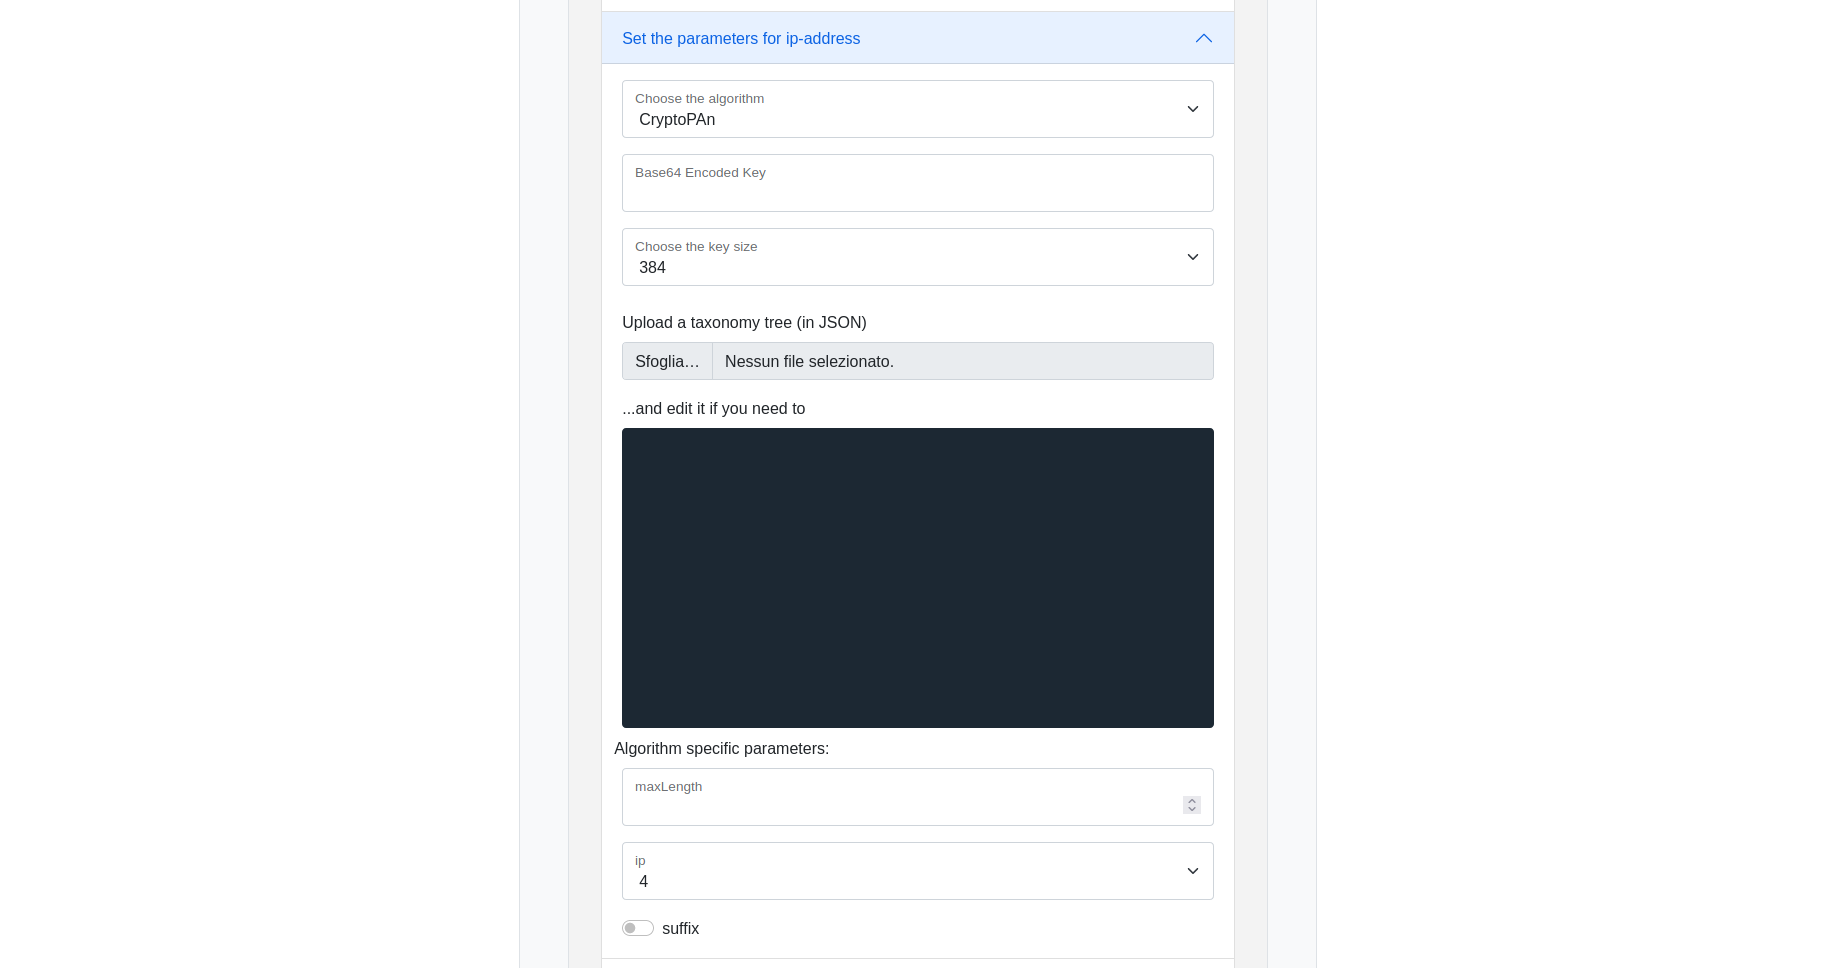 Set the parameters for ip-address
Choose the algorithm
CryptoPAn
Base64 Encoded Key
Choose the key size
384
Upload a taxonomy tree (in JSON)
Sfoglia… Nessun file selezionato.
...and edit it if you need to
Algorithm specific parameters:
maxLength
ip
4
suffix